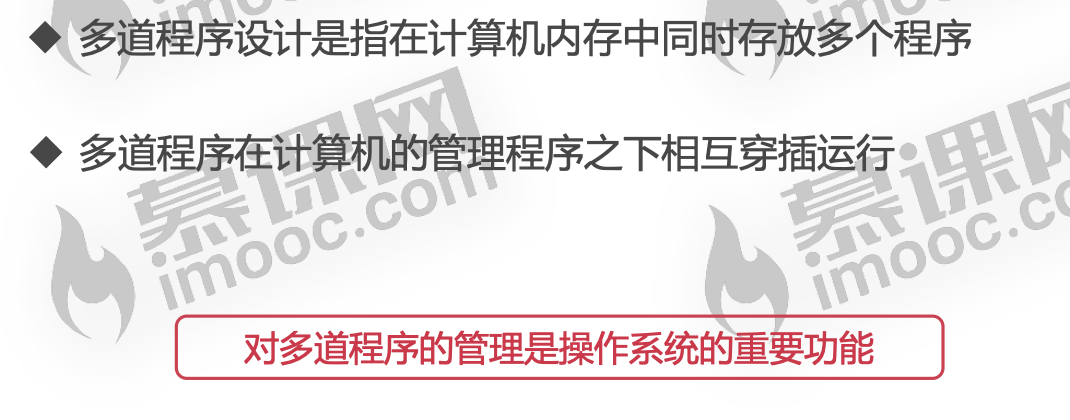 多道程序设计是指在计算机内存中同时存放多个程序
多道程序在计算机的管理程序之下相互穿插运行
慕课网
imooc.com
慕课网
imooc.co
对多道程序的管理是操作系统的重要功能